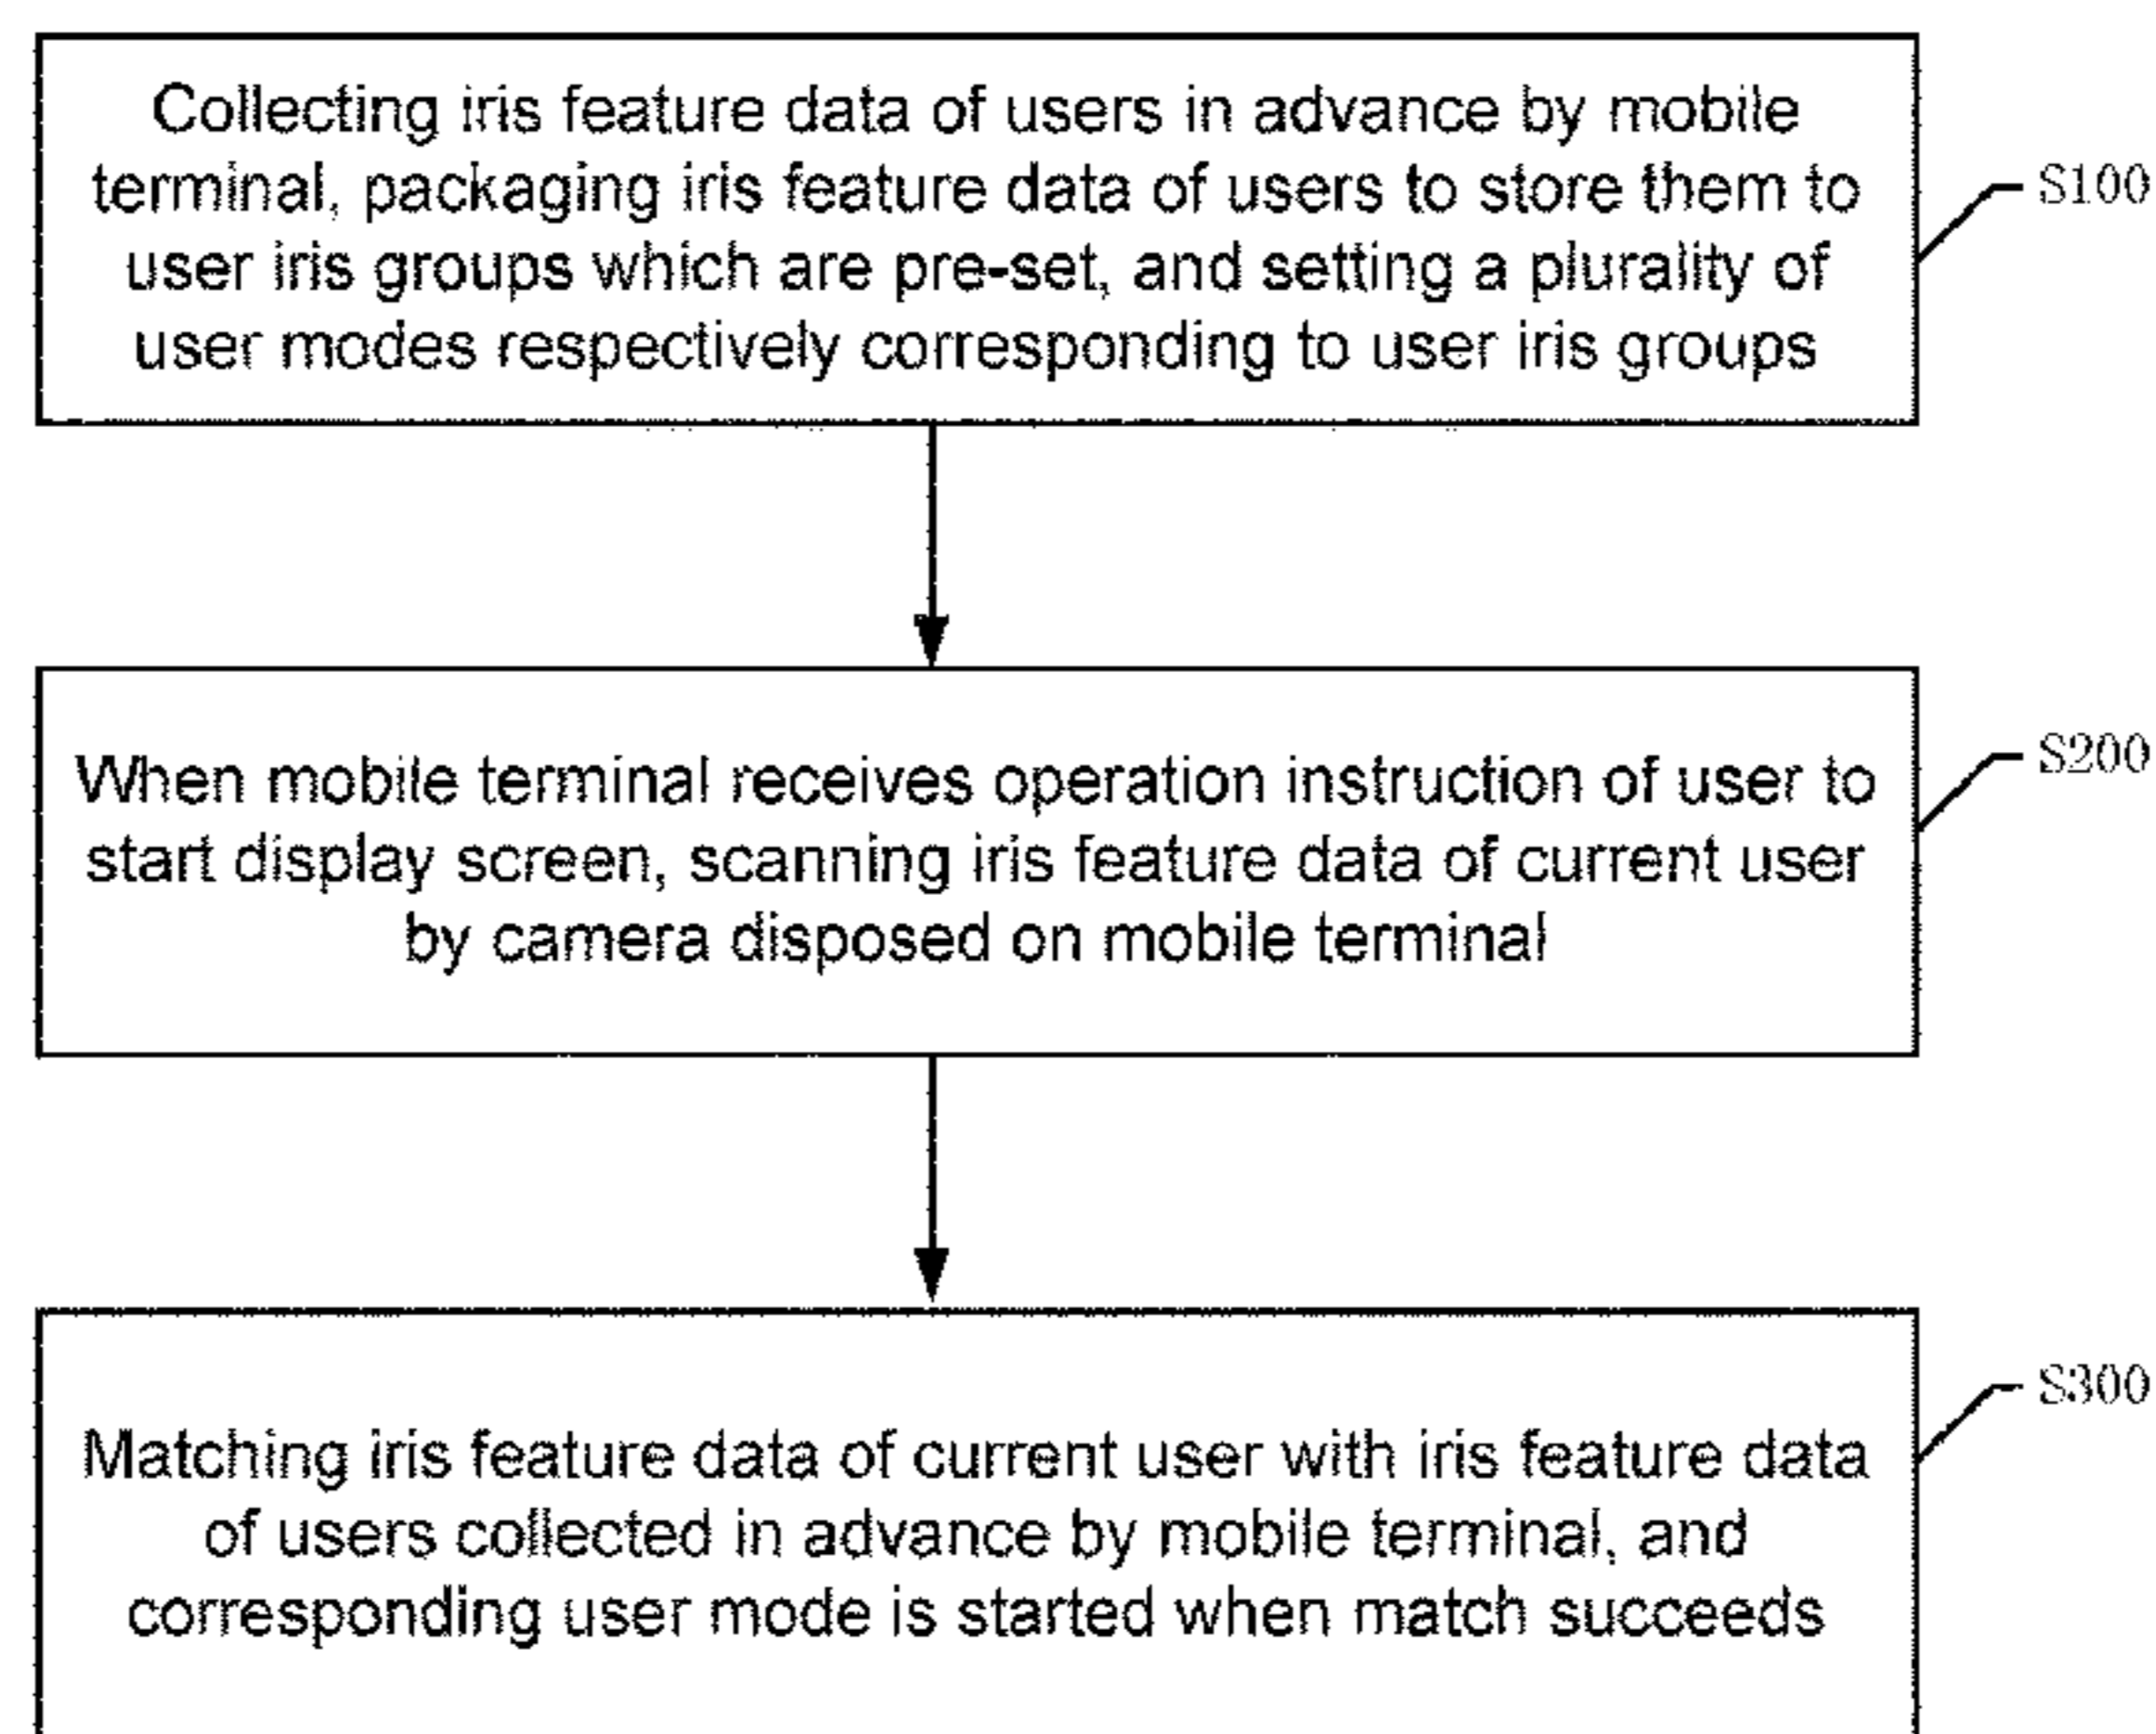 Collecting iris feature data of users in advance by mobile
terminal, packaging iris feature data of users to store them to
user iris groups which are pre-set, and setting a plurality of
user modes respectively corresponding to user iris groups
S100
When mobile terminal receives operation instruction of user to
start display screen, scanning iris feature data of current user
by camera disposed on mobile terminal
S200
Matching iris feature data of current user with iris feature data
of users collected in advance by mobile terminal, and
corresponding user mode is started when match succeeds
S300